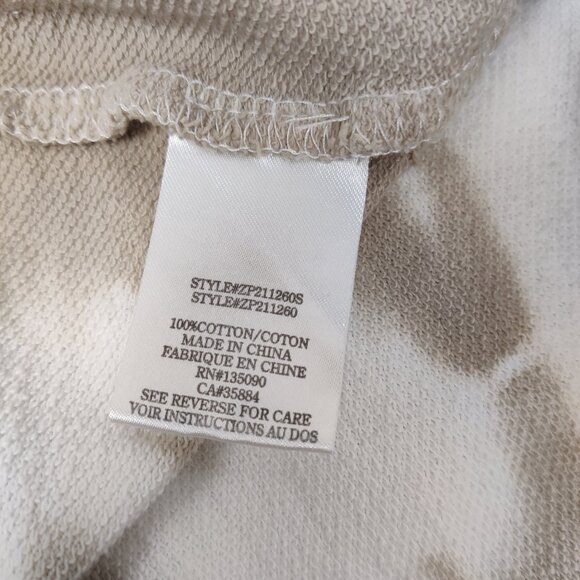 STYLE#ZP211260S
STYLE#ZP211260
100%COTTON/COTON
MADE IN CHINA
FABRIQUE EN CHINE
RN#135090
CA#35884
SEE REVERSE FOR CARE
VOIR INSTRUCTIONS AU DOS